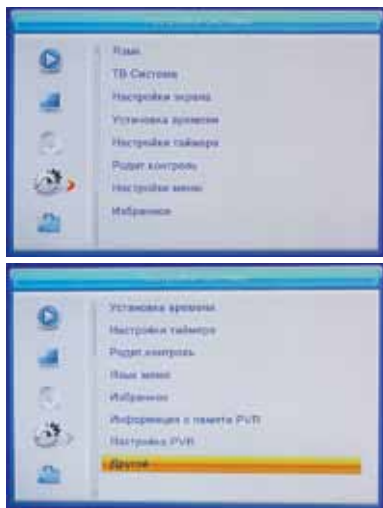 Язык
ТВ Система
Настройки экрана
Установка времени
Настройки таймера
Родит контроль
Настройки меню
Избранное
Установка времени
Настройки таймера
Родит контроль
Язык меню
Избранное
Информация о памяти PVR
Настройка PVR
Другой